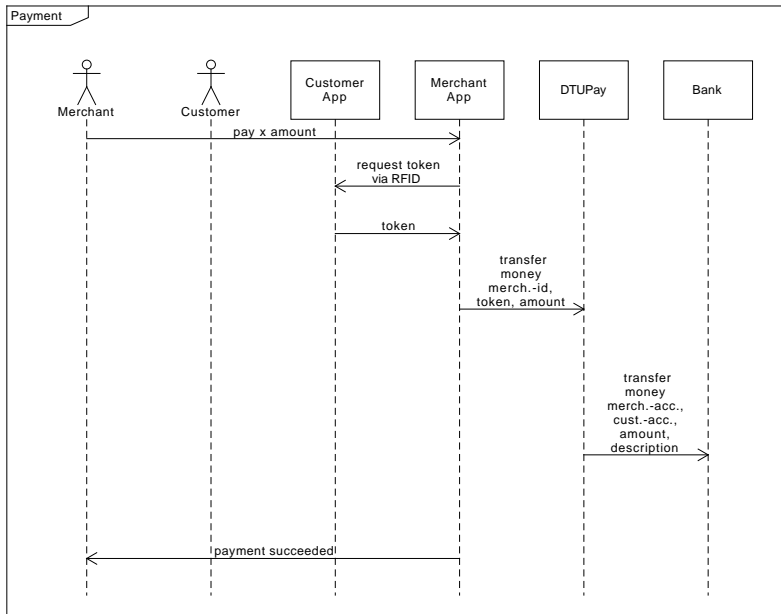 Payment
Merchant
Customer
Customer
App
Merchant
App
DTUPay
Bank
pay x amount
request token
via RFID
token
transfer
money
merch.-id,
token, amount
transfer
money
merch.-acc.,
cust.-acc.,
amount,
description
payment succeeded